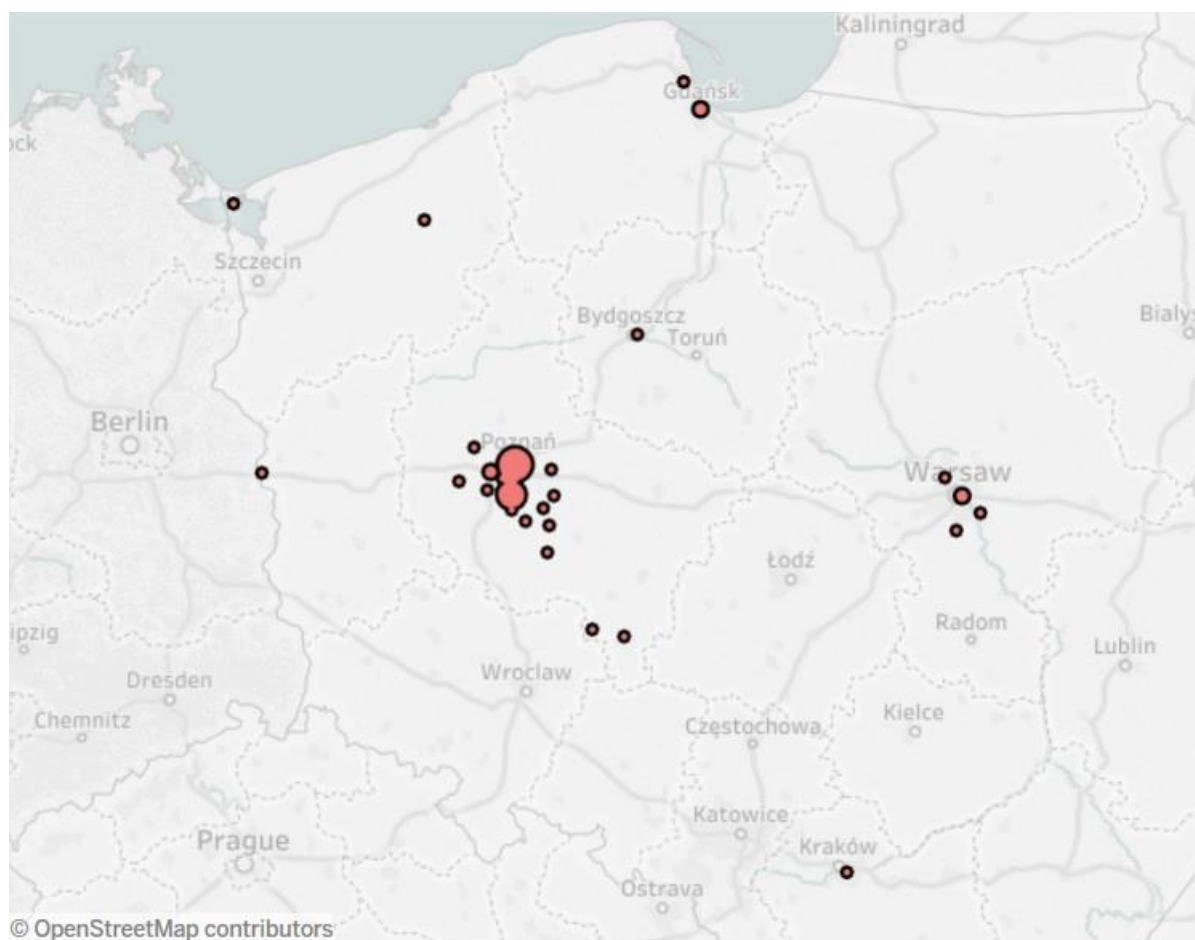 Kaliningrad
Gdańsk
ock
Szczecin
Bydgoszcz
Toruń
Bialys
Berlin
Poznań
Warsaw
Łodź
Radom
Lublin
ipzig
Dresden
Wroclaw
Chemnitz
Częstochowa
Kielce
Katowice
Prague
Kraków
Ostrava
© OpenStreetMap contributors